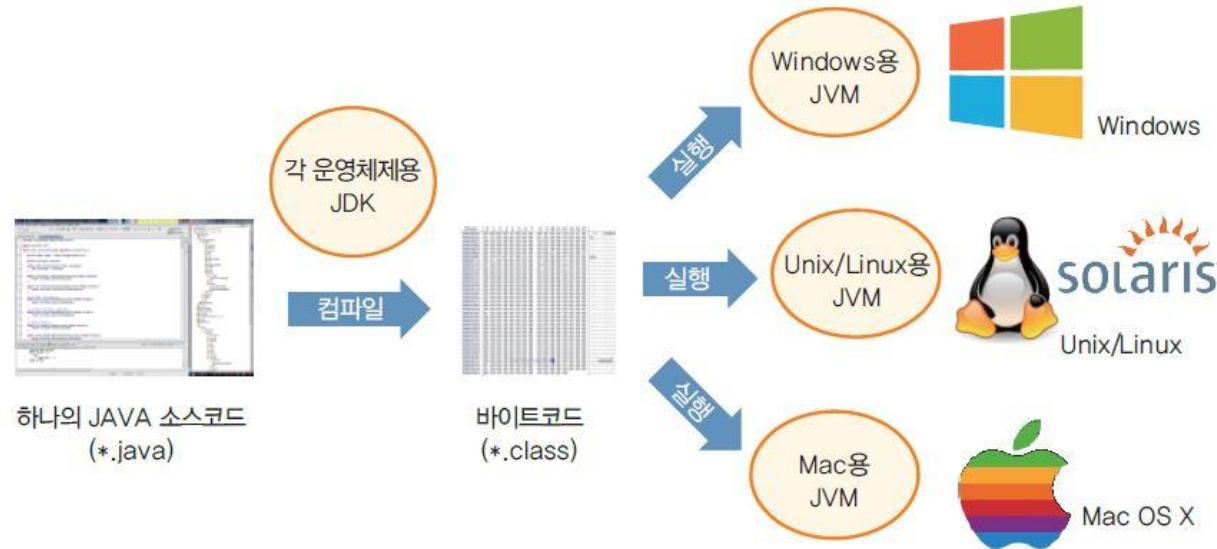 하나의 JAVA 소스코드
(*.java)
각 운영체제용
JDK
컴파일
바이트코드
(*.class)
실행
Windows용
JVM
Windows
실행
Unix/Linux용
JVM
solaris
Unix/Linux
실행
Mac용
JVM
Mac OS X